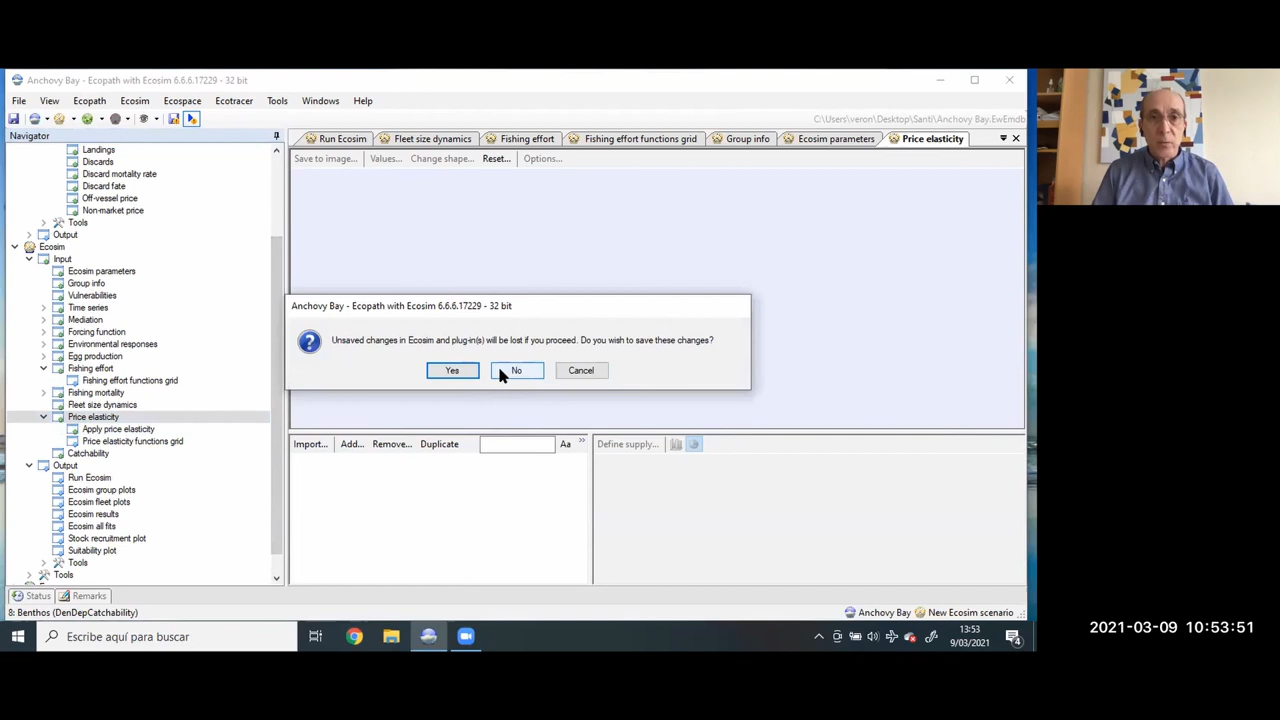 Anchovy Bay - Ecopath with Ecosim 6.6.6.17229 - 32 bit
File View Ecopath Ecosim Ecospace Ecotracer Tools Windows Help
C:\Users\veron\Desktop\Santi\Anchovy Bay.EwEmdb
Navigator
Landings
Discards
Discard mortality rate
Discard fate
Off-vessel price
Non-market price
Tools
Output
Ecosim
Input
Ecosim parameters
Group info
Vulnerabilities
Time series
Mediation
Forcing function
Environmental responses
Egg production
Fishing effort
Fishing effort functions grid
Fishing mortality
Fleet size dynamics
Price elasticity
Apply price elasticity
Price elasticity functions grid
Catchability
Output
Run Ecosim
Ecosim group plots
Ecosim fleet plots
Ecosim results
Ecosim all fits
Stock recruitment plot
Suitability plot
Tools
Tools
Run Ecosim Fleet size dynamics Fishing effort Fishing effort functions grid Group info Ecosim parameters Price elasticity
Save to image... Values... Change shape... Reset... Options...
Anchovy Bay - Ecopath with Ecosim 6.6.6.17229 - 32 bit
Unsaved changes in Ecosim and plug-in(s) will be lost if you proceed. Do you wish to save these changes?
Yes No Cancel
Import... Add... Remove... Duplicate Aa
Define supply...
Status Remarks
8: Benthos (DenDepCatchability)
Anchovy Bay New Ecosim scenario
Escribe aquí para buscar
13:53
9/03/2021
4
2021-03-09 10:53:51